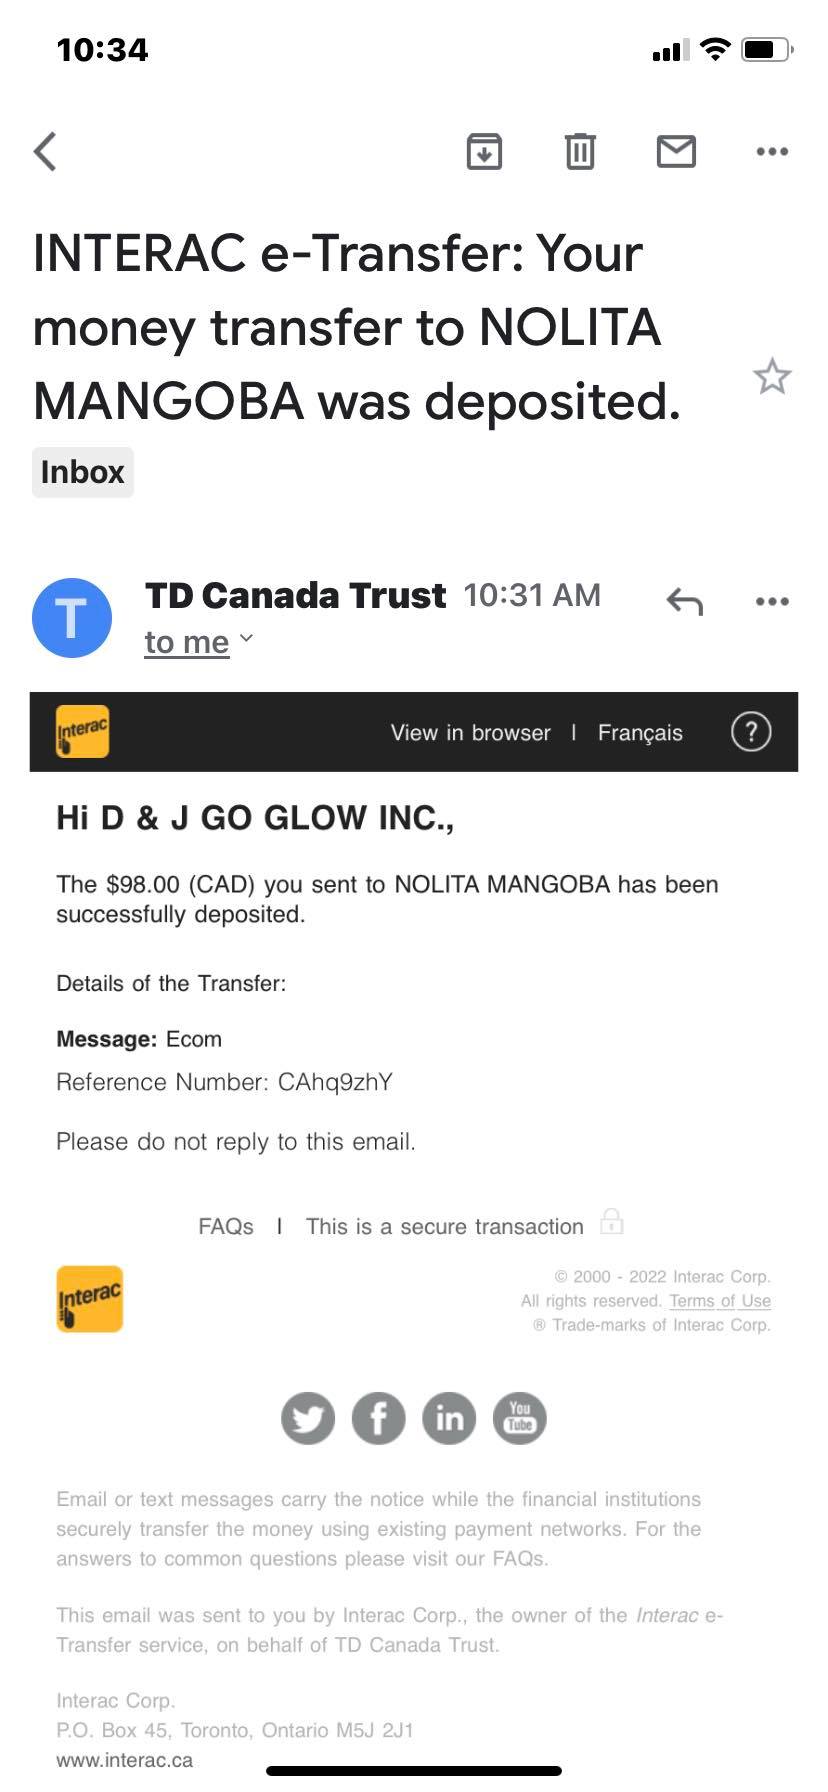 10:34
INTERAC e-Transfer: Your
money transfer to NOLITA
MANGOBA was deposited.
Inbox
T
TD Canada Trust 10:31 AM
to me
Interac
View in browser | Français ?
Hi D & J GO GLOW INC.,
The $98.00 (CAD) you sent to NOLITA MANGOBA has been
successfully deposited.
Details of the Transfer:
Message: Ecom
Reference Number: CAhq9zhY
Please do not reply to this email.
FAQs | This is a secure transaction
Interac
© 2000 - 2022 Interac Corp.
All rights reserved. Terms of Use
® Trade-marks of Interac Corp.
f in You Tube
Email or text messages carry the notice while the financial institutions
securely transfer the money using existing payment networks. For the
answers to common questions please visit our FAQs.
This email was sent to you by Interac Corp., the owner of the Interac e-
Transfer service, on behalf of TD Canada Trust.
Interac Corp.
P.O. Box 45, Toronto, Ontario M5J 2J1
www.interac.ca